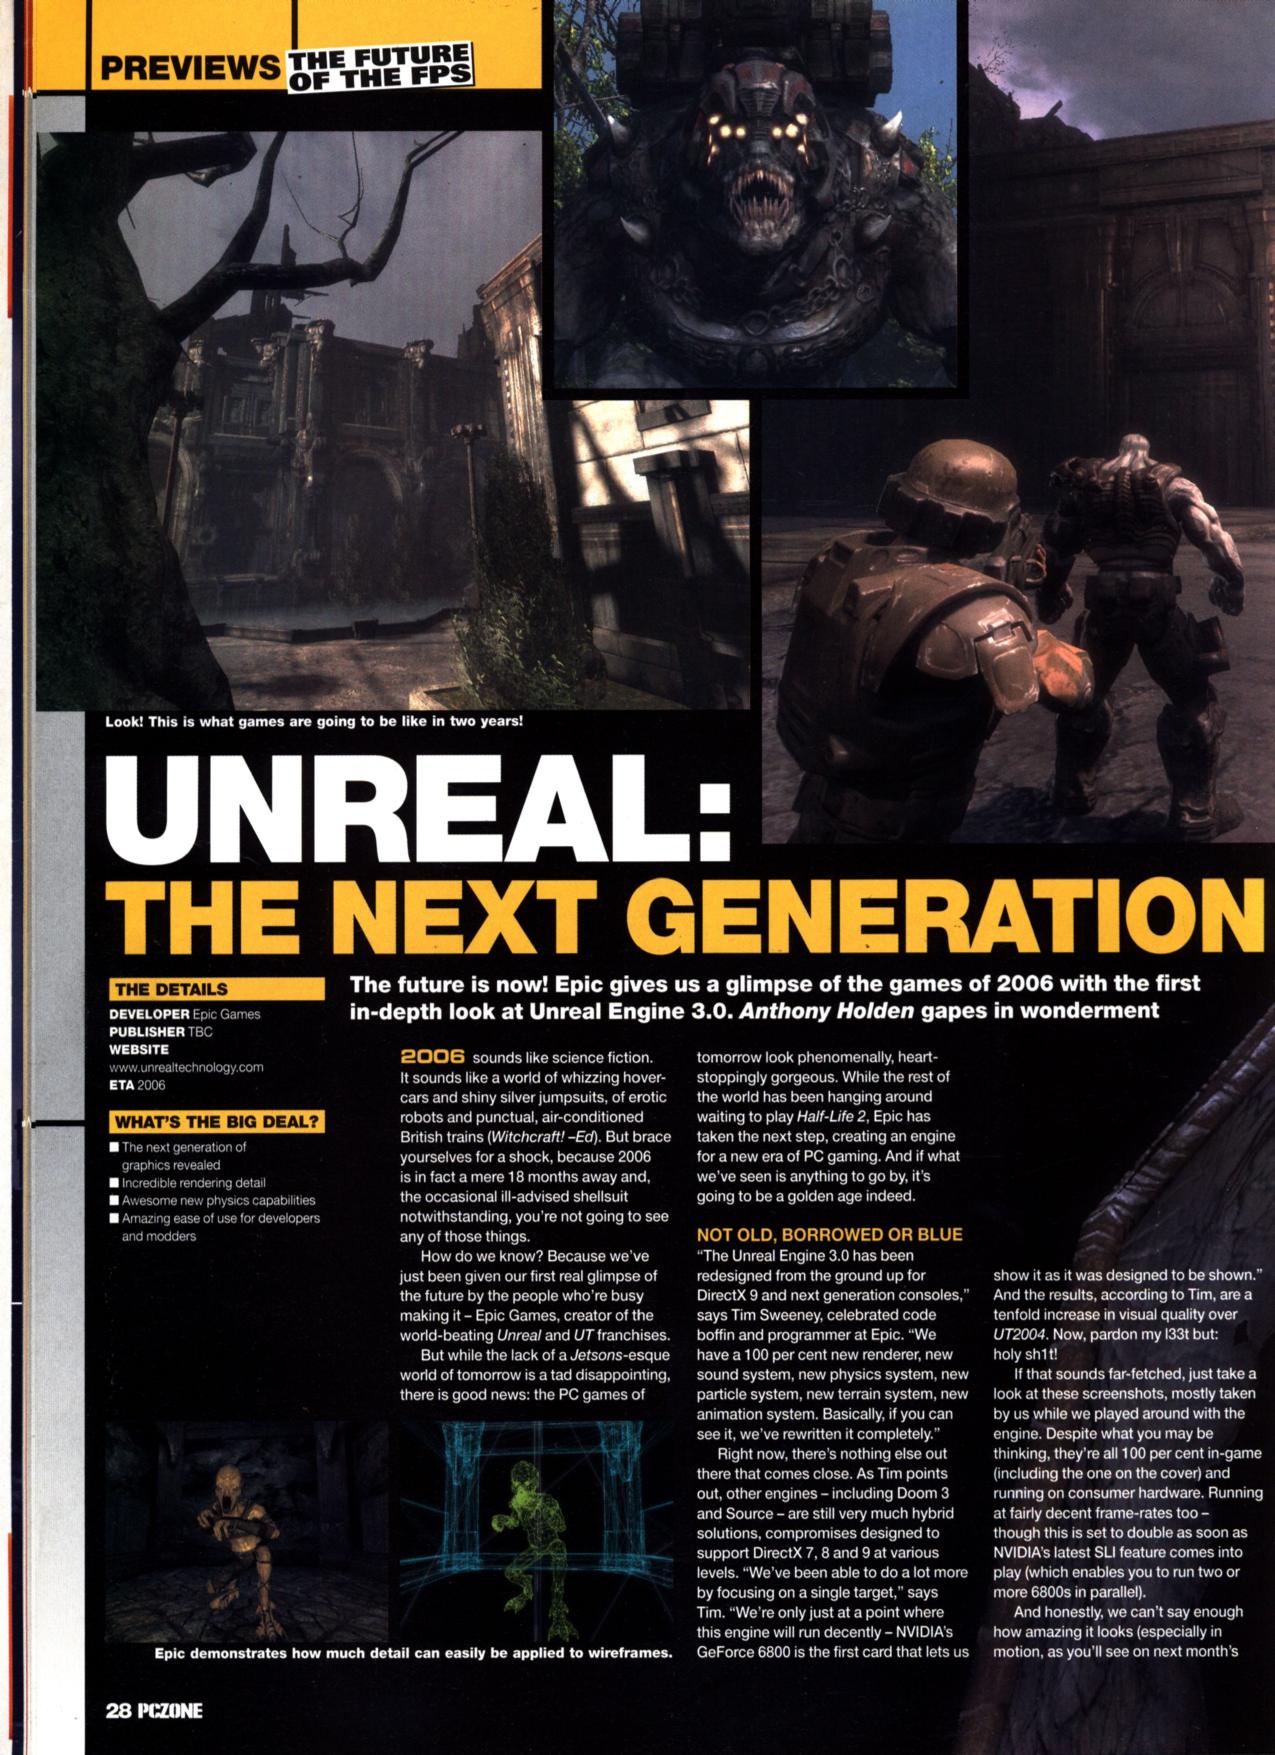 PREVIEWS THE FUTURE
OF THE FPS
Look! This is what games are going to be like in two years!
UNREAL:
THE NEXT GENERATION
The future is now! Epic gives us a glimpse of the games of 2006 with the first
in-depth look at Unreal Engine 3.0. Anthony Holden gapes in wonderment
THE DETAILS
DEVELOPER Epic Games
PUBLISHER TBC
WEBSITE
www.unrealtechnology.com
ETA 2006
WHAT'S THE BIG DEAL?
■ The next generation of
graphics revealed
■ Incredible rendering detail
■ Awesome new physics capabilities
■ Amazing ease of use for developers
and modders
2006 sounds like science fiction.
It sounds like a world of whizzing hover-
cars and shiny silver jumpsuits, of erotic
robots and punctual, air-conditioned
British trains (Witchcraft! –Ed). But brace
yourselves for a shock, because 2006
is in fact a mere 18 months away and,
the occasional ill-advised shellsuit
notwithstanding, you're not going to see
any of those things.
How do we know? Because we've
just been given our first real glimpse of
the future by the people who're busy
making it – Epic Games, creator of the
world-beating Unreal and UT franchises.
But while the lack of a Jetsons-esque
world of tomorrow is a tad disappointing,
there is good news: the PC games of
tomorrow look phenomenally, heart-
stoppingly gorgeous. While the rest of
the world has been hanging around
waiting to play Half-Life 2, Epic has
taken the next step, creating an engine
for a new era of PC gaming. And if what
we've seen is anything to go by, it's
going to be a golden age indeed.
NOT OLD, BORROWED OR BLUE
“The Unreal Engine 3.0 has been
redesigned from the ground up for
DirectX 9 and next generation consoles,”
says Tim Sweeney, celebrated code
boffin and programmer at Epic. “We
have a 100 per cent new renderer, new
sound system, new physics system, new
particle system, new terrain system, new
animation system. Basically, if you can
see it, we've rewritten it completely.”
Right now, there's nothing else out
there that comes close. As Tim points
out, other engines – including Doom 3
and Source – are still very much hybrid
solutions, compromises designed to
support DirectX 7, 8 and 9 at various
levels. “We've been able to do a lot more
by focusing on a single target,” says
Tim. “We're only just at a point where
this engine will run decently – NVIDIA's
GeForce 6800 is the first card that lets us
show it as it was designed to be shown.”
And the results, according to Tim, are a
tenfold increase in visual quality over
UT2004. Now, pardon my l33t but:
holy sh1t!
If that sounds far-fetched, just take a
look at these screenshots, mostly taken
by us while we played around with the
engine. Despite what you may be
thinking, they're all 100 per cent in-game
(including the one on the cover) and
running on consumer hardware. Running
at fairly decent frame-rates too –
though this is set to double as soon as
NVIDIA's latest SLI feature comes into
play (which enables you to run two or
more 6800s in parallel).
And honestly, we can't say enough
how amazing it looks (especially in
motion, as you'll see on next month's
Epic demonstrates how much detail can easily be applied to wireframes.
28 PCZONE